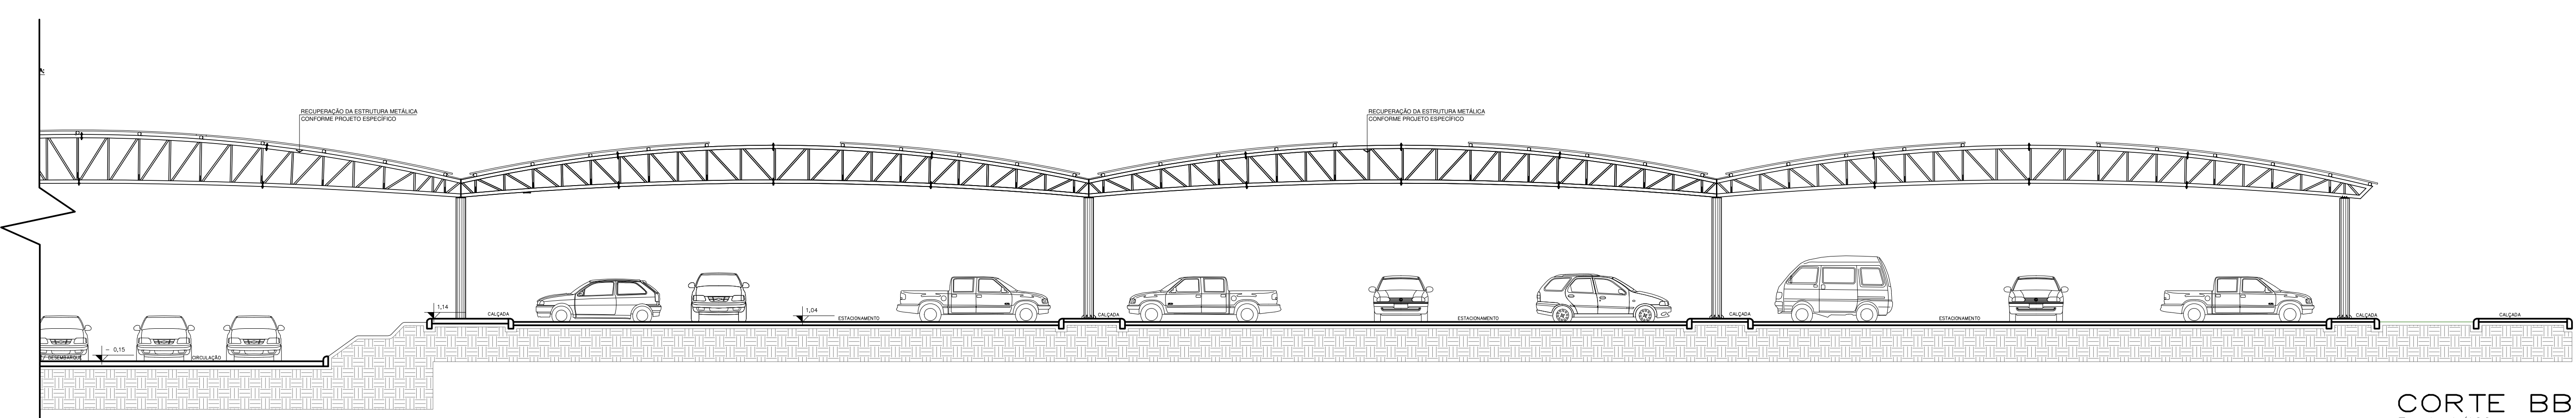 RECUPERAÇÃO DA ESTRUTURA METÁLICA
CONFORME PROJETO ESPECÍFICO
RECUPERAÇÃO DA ESTRUTURA METÁLICA
CONFORME PROJETO ESPECÍFICO
1,14
CALÇADA
1,04
ESTACIONAMENTO
CALÇADA
ESTACIONAMENTO
CALÇADA
ESTACIONAMENTO
CALÇADA
CALÇADA
- 0,15
DESEMBARQUE
CIRCULAÇÃO
CORTE BB